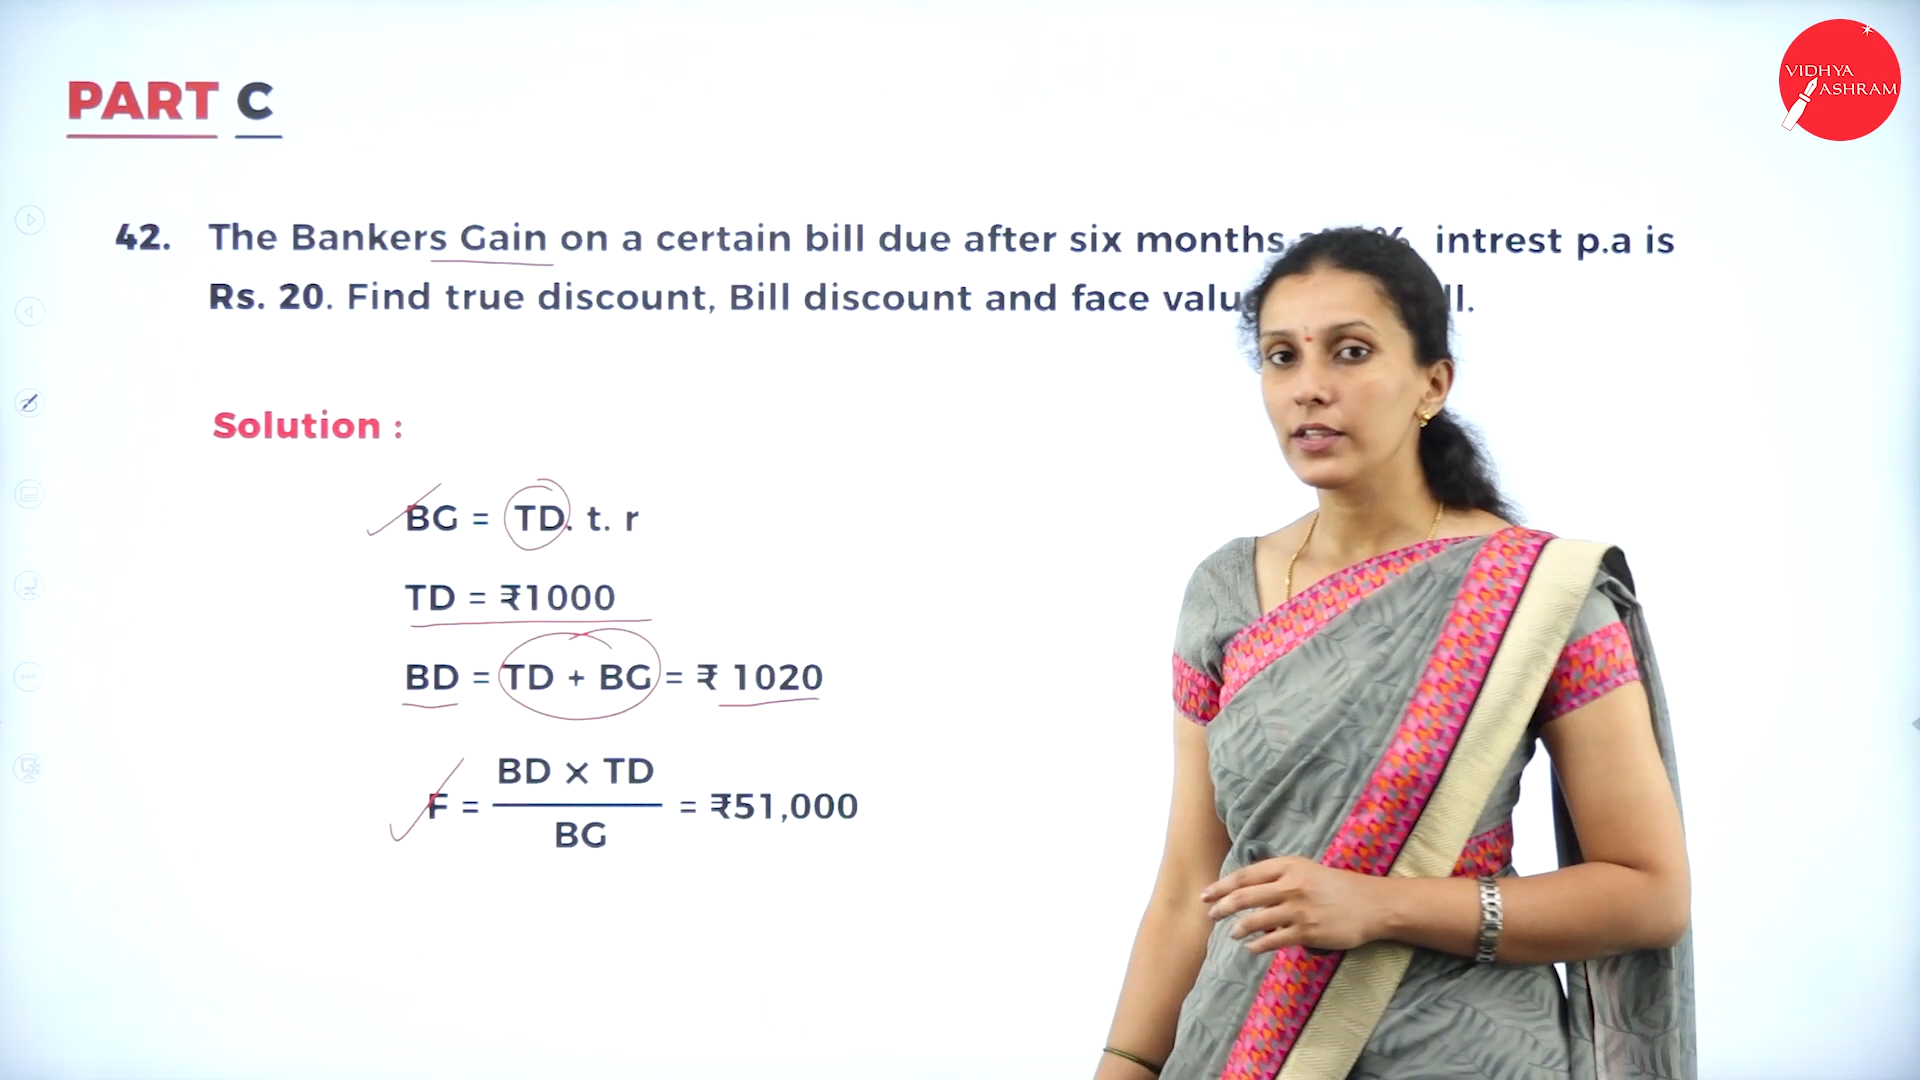 VIDHYA
ASHRAM
PART C
42. The Bankers Gain on a certain bill due after six months % intrest p.a is
Rs. 20. Find true discount, Bill discount and face
Solution :
BG = TD. t. r
TD = ₹1000
BD = TD + BG = ₹ 1020
F = BD × TD / BG = ₹51,000